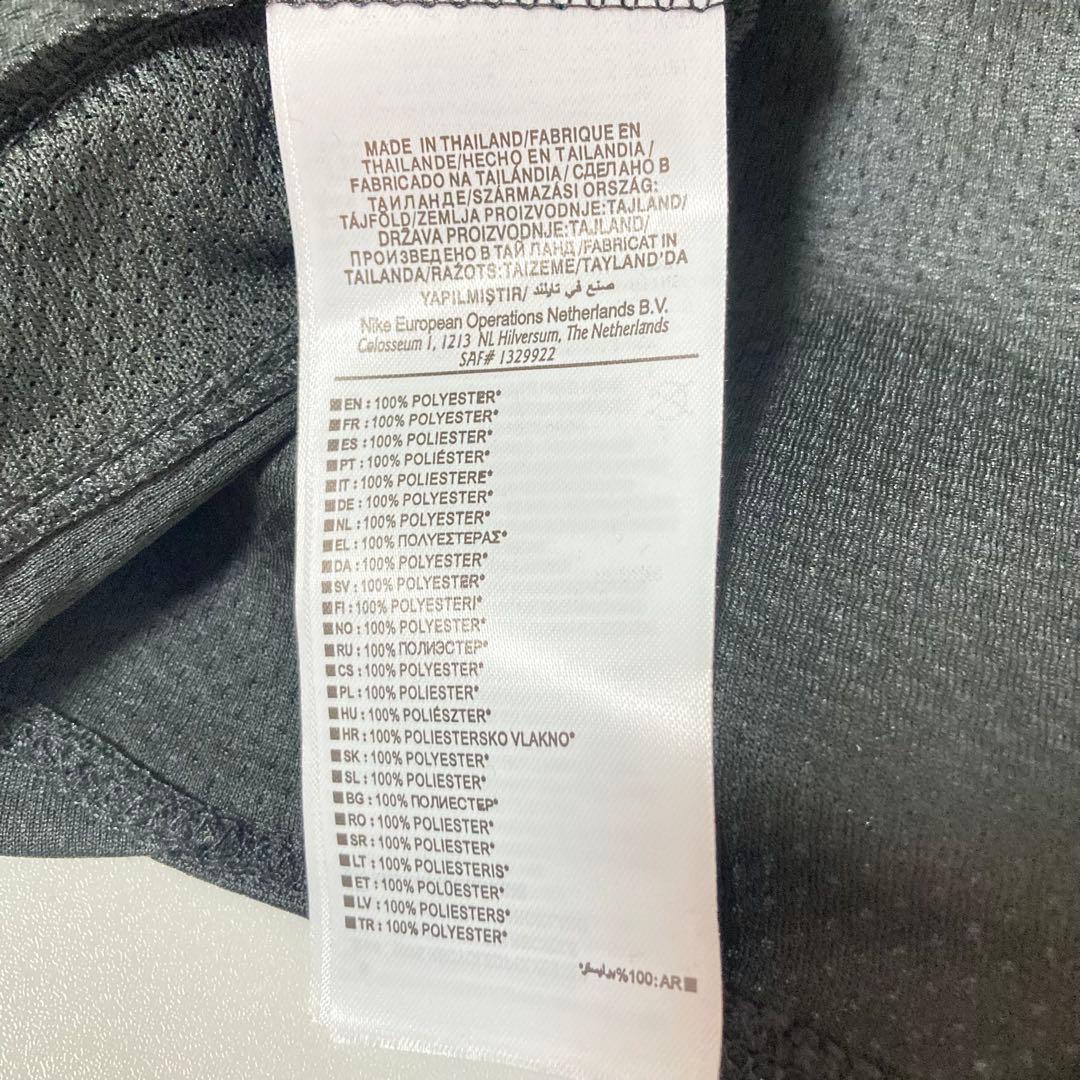 MADE IN THAILAND/FABRIQUE EN
THAILANDE/HECHO EN TAILANDIA/
FABRICADO NA TAILÂNDIA/СДЕЛАНО В
ТАИЛАНДЕ/SZÁRMAZÁSI ORSZÁG:
TÁJFÖLD/ZEMLJA PROIZVODNJE:TAJLAND/
DRŽAVA PROIZVODNJE:TAJLAND/
ПРОИЗВЕДЕНО В ТАЙЛАНД/FABRICAT IN
TAILANDA/RAŽOTS:TAIZEME/TAYLAND'DA
YAPILMIŞTIR/ صنع في تايلند
Nike European Operations Netherlands B.V.
Colosseum 1, 1213 NL Hilversum, The Netherlands
SAF# 1329922
EN : 100% POLYESTER*
FR : 100% POLYESTER*
ES : 100% POLIESTER*
PT : 100% POLIÉSTER*
IT : 100% POLIESTERE*
DE : 100% POLYESTER*
NL : 100% POLYESTER*
EL : 100% ΠΟΛΥΕΣΤΕΡΑΣ*
DA : 100% POLYESTER*
SV : 100% POLYESTER*
FI : 100% POLYESTERI*
NO : 100% POLYESTER*
RU : 100% ПОЛИЭСТЕР*
CS : 100% POLYESTER*
PL : 100% POLIESTER*
HU : 100% POLIÉSZTER*
HR : 100% POLIESTERSKO VLAKNO*
SK : 100% POLYESTER*
SL : 100% POLIESTER*
BG : 100% ПОЛИЕСТЕР*
RO : 100% POLIESTER*
SR : 100% POLIESTER*
LT : 100% POLIESTERIS*
ET : 100% POLÜESTER*
LV : 100% POLIESTERS*
TR : 100% POLYESTER*
%100:AR